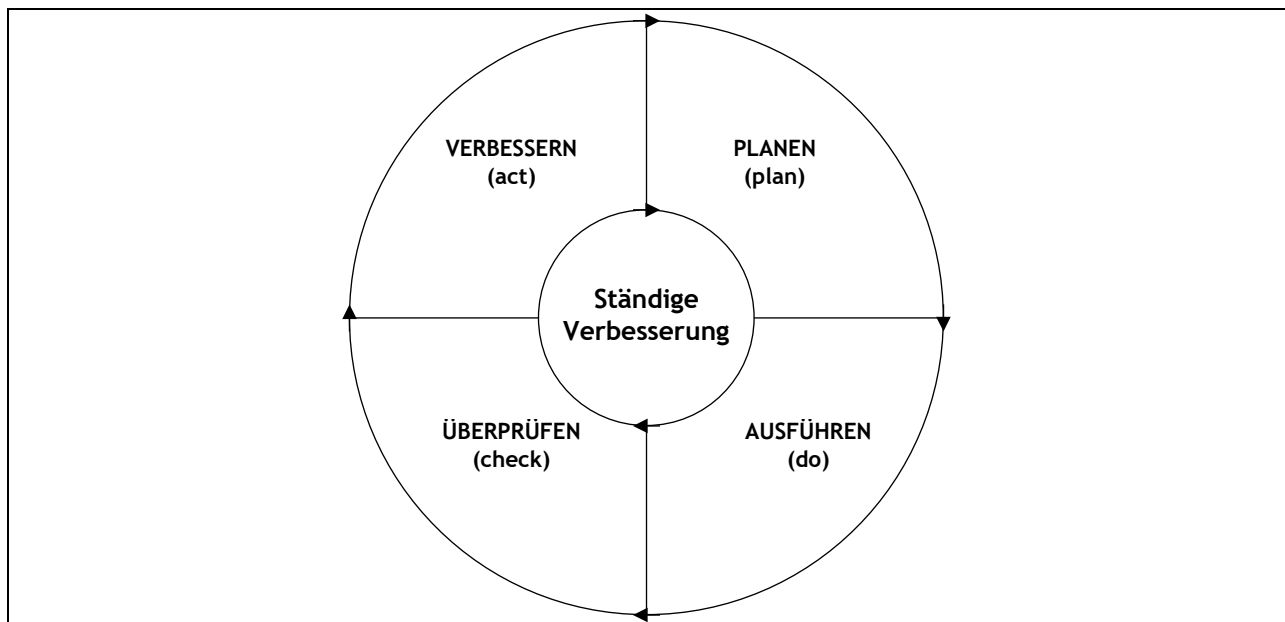 VERBESSERN
(act)
PLANEN
(plan)
Ständige
Verbesserung
ÜBERPRÜFEN
(check)
AUSFÜHREN
(do)